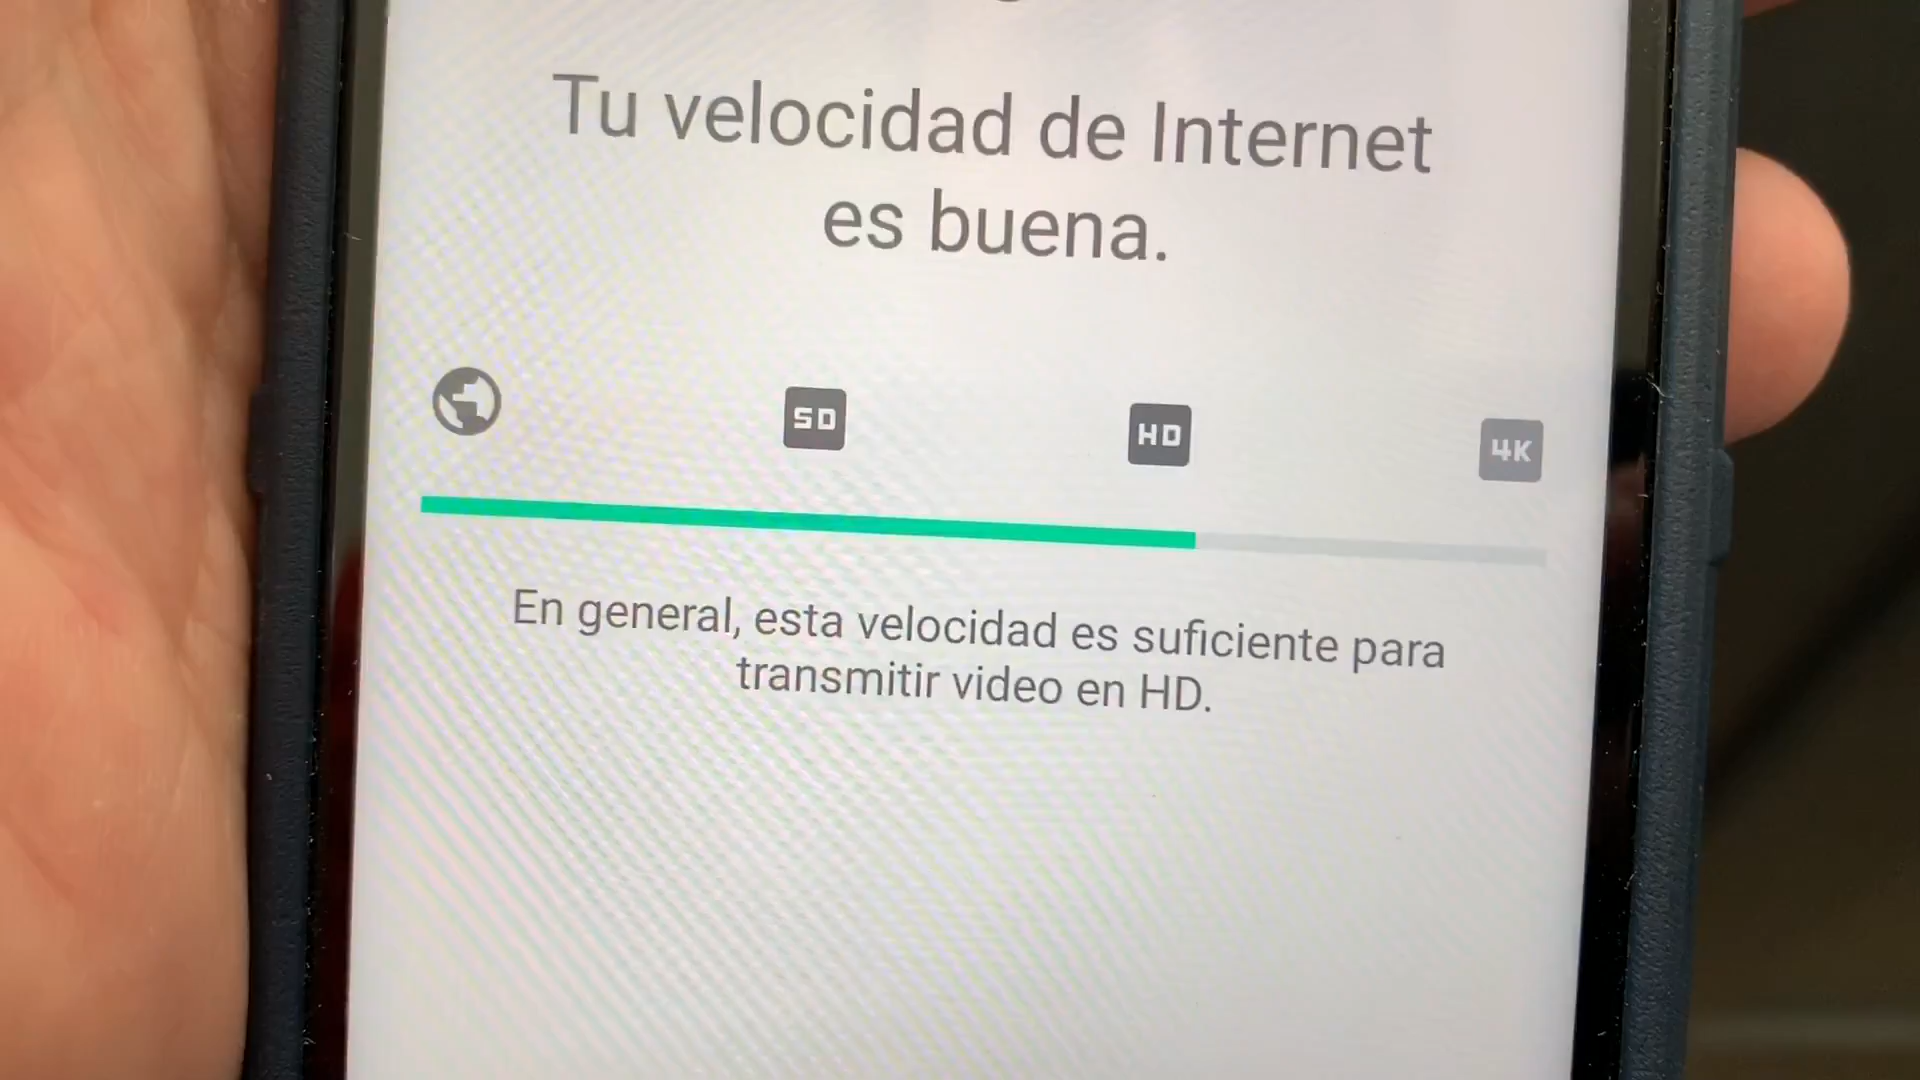 Tu velocidad de Internet
es buena.
SD HD 4K
En general, esta velocidad es suficiente para
transmitir video en HD.